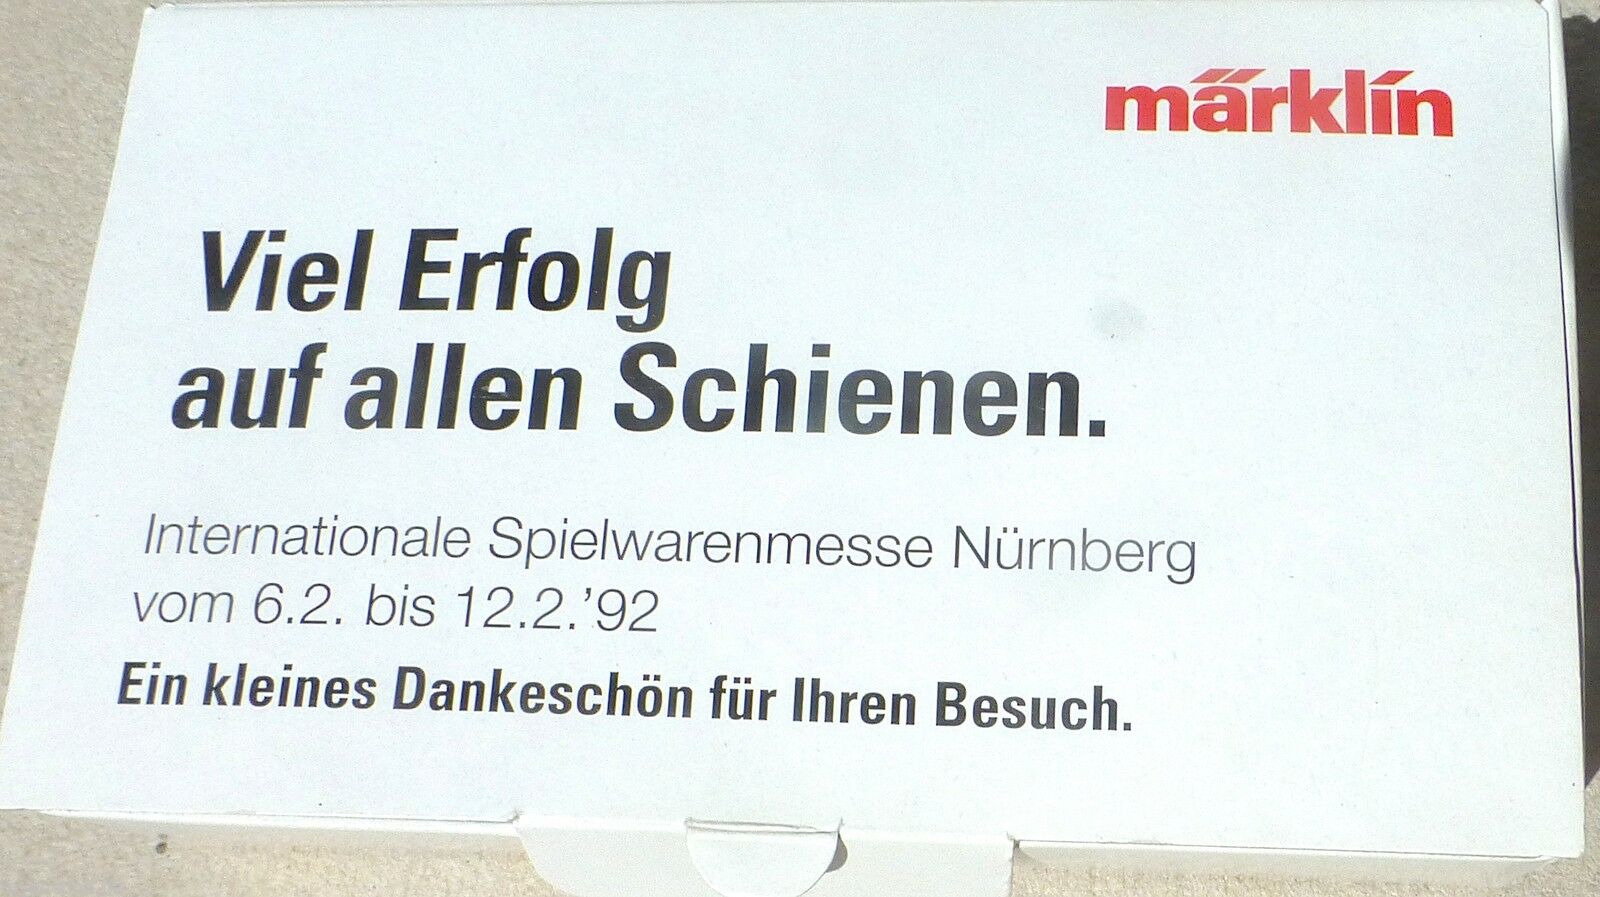 märklin
Viel Erfolg
auf allen Schienen.
Internationale Spielwarenmesse Nürnberg
vom 6.2. bis 12.2.'92
Ein kleines Dankeschön für Ihren Besuch.